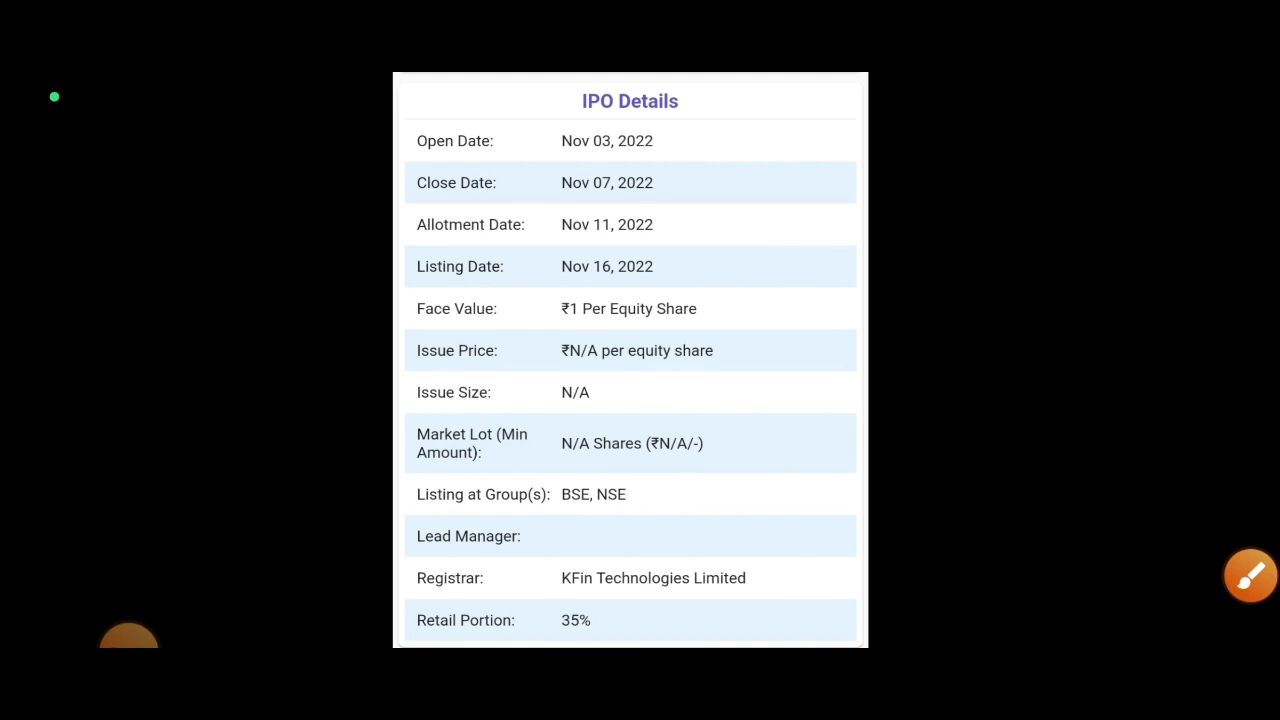 IPO Details
Open Date: Nov 03, 2022
Close Date: Nov 07, 2022
Allotment Date: Nov 11, 2022
Listing Date: Nov 16, 2022
Face Value: ₹1 Per Equity Share
Issue Price: ₹N/A per equity share
Issue Size: N/A
Market Lot (Min
Amount): N/A Shares (₹N/A/-)
Listing at Group(s): BSE, NSE
Lead Manager:
Registrar: KFin Technologies Limited
Retail Portion: 35%